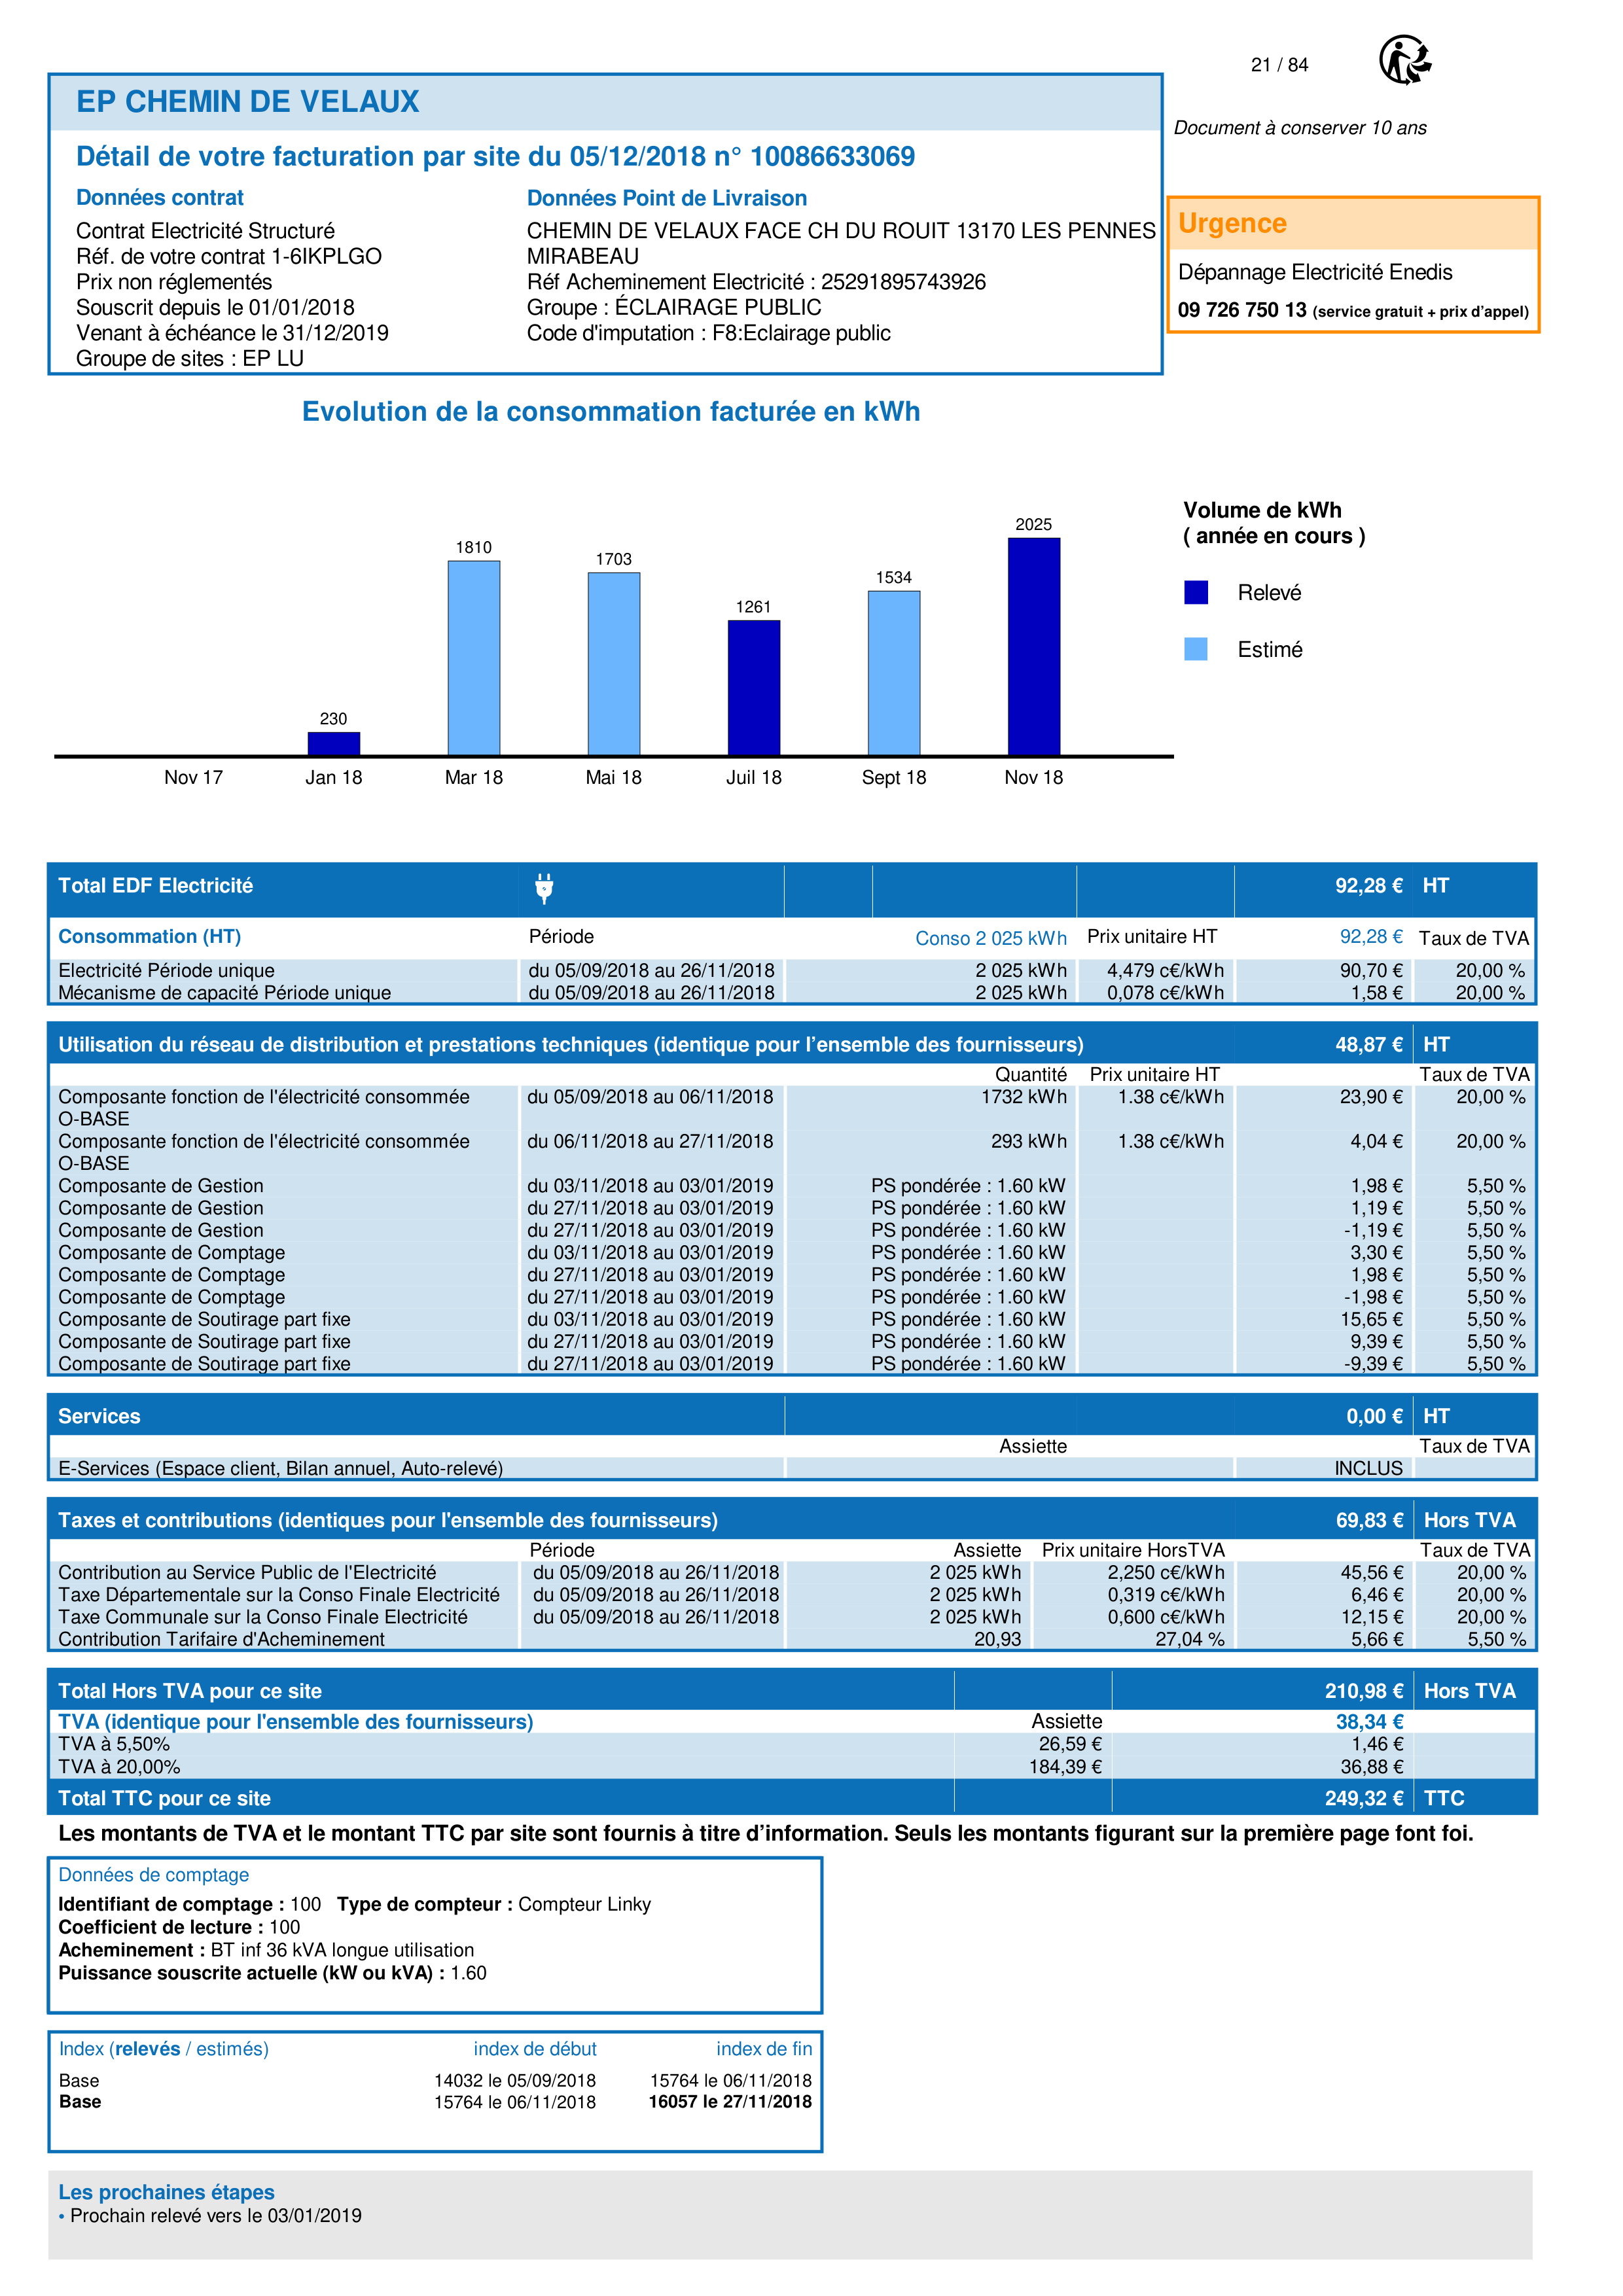 21 / 84
Document à conserver 10 ans
EP CHEMIN DE VELAUX
Détail de votre facturation par site du 05/12/2018 n° 10086633069
Données contrat
Contrat Electricité Structuré
Réf. de votre contrat 1-6IKPLGO
Prix non réglementés
Souscrit depuis le 01/01/2018
Venant à échéance le 31/12/2019
Groupe de sites : EP LU
Données Point de Livraison
CHEMIN DE VELAUX FACE CH DU ROUIT 13170 LES PENNES
MIRABEAU
Réf Acheminement Electricité : 25291895743926
Groupe : ÉCLAIRAGE PUBLIC
Code d'imputation : F8:Eclairage public
Urgence
Dépannage Electricité Enedis
09 726 750 13 (service gratuit + prix d'appel)
Evolution de la consommation facturée en kWh
Volume de kWh
( année en cours )
Relevé
Estimé
230
1810
1703
1261
1534
2025
Nov 17 Jan 18 Mar 18 Mai 18 Juil 18 Sept 18 Nov 18
Total EDF Electricité 92,28 € HT
Consommation (HT) Période Conso 2 025 kWh Prix unitaire HT 92,28 € Taux de TVA
Electricité Période unique du 05/09/2018 au 26/11/2018 2 025 kWh 4,479 c€/kWh 90,70 € 20,00 %
Mécanisme de capacité Période unique du 05/09/2018 au 26/11/2018 2 025 kWh 0,078 c€/kWh 1,58 € 20,00 %
Utilisation du réseau de distribution et prestations techniques (identique pour l'ensemble des fournisseurs) 48,87 € HT
Quantité Prix unitaire HT Taux de TVA
Composante fonction de l'électricité consommée du 05/09/2018 au 06/11/2018 1732 kWh 1.38 c€/kWh 23,90 € 20,00 %
O-BASE
Composante fonction de l'électricité consommée du 06/11/2018 au 27/11/2018 293 kWh 1.38 c€/kWh 4,04 € 20,00 %
O-BASE
Composante de Gestion du 03/11/2018 au 03/01/2019 PS pondérée : 1.60 kW 1,98 € 5,50 %
Composante de Gestion du 27/11/2018 au 03/01/2019 PS pondérée : 1.60 kW 1,19 € 5,50 %
Composante de Gestion du 27/11/2018 au 03/01/2019 PS pondérée : 1.60 kW -1,19 € 5,50 %
Composante de Comptage du 03/11/2018 au 03/01/2019 PS pondérée : 1.60 kW 3,30 € 5,50 %
Composante de Comptage du 27/11/2018 au 03/01/2019 PS pondérée : 1.60 kW 1,98 € 5,50 %
Composante de Comptage du 27/11/2018 au 03/01/2019 PS pondérée : 1.60 kW -1,98 € 5,50 %
Composante de Soutirage part fixe du 03/11/2018 au 03/01/2019 PS pondérée : 1.60 kW 15,65 € 5,50 %
Composante de Soutirage part fixe du 27/11/2018 au 03/01/2019 PS pondérée : 1.60 kW 9,39 € 5,50 %
Composante de Soutirage part fixe du 27/11/2018 au 03/01/2019 PS pondérée : 1.60 kW -9,39 € 5,50 %
Services 0,00 € HT
Assiette Taux de TVA
E-Services (Espace client, Bilan annuel, Auto-relevé) INCLUS
Taxes et contributions (identiques pour l'ensemble des fournisseurs) 69,83 € Hors TVA
Période Assiette Prix unitaire HorsTVA Taux de TVA
Contribution au Service Public de l'Electricité du 05/09/2018 au 26/11/2018 2 025 kWh 2,250 c€/kWh 45,56 € 20,00 %
Taxe Départementale sur la Conso Finale Electricité du 05/09/2018 au 26/11/2018 2 025 kWh 0,319 c€/kWh 6,46 € 20,00 %
Taxe Communale sur la Conso Finale Electricité du 05/09/2018 au 26/11/2018 2 025 kWh 0,600 c€/kWh 12,15 € 20,00 %
Contribution Tarifaire d'Acheminement 20,93 27,04 % 5,66 € 5,50 %
Total Hors TVA pour ce site 210,98 € Hors TVA
TVA (identique pour l'ensemble des fournisseurs) Assiette 38,34 €
TVA à 5,50% 26,59 € 1,46 €
TVA à 20,00% 184,39 € 36,88 €
Total TTC pour ce site 249,32 € TTC
Les montants de TVA et le montant TTC par site sont fournis à titre d'information. Seuls les montants figurant sur la première page font foi.
Données de comptage
Identifiant de comptage : 100 Type de compteur : Compteur Linky
Coefficient de lecture : 100
Acheminement : BT inf 36 kVA longue utilisation
Puissance souscrite actuelle (kW ou kVA) : 1.60
Index (relevés / estimés) index de début index de fin
Base 14032 le 05/09/2018 15764 le 06/11/2018
Base 15764 le 06/11/2018 16057 le 27/11/2018
Les prochaines étapes
• Prochain relevé vers le 03/01/2019